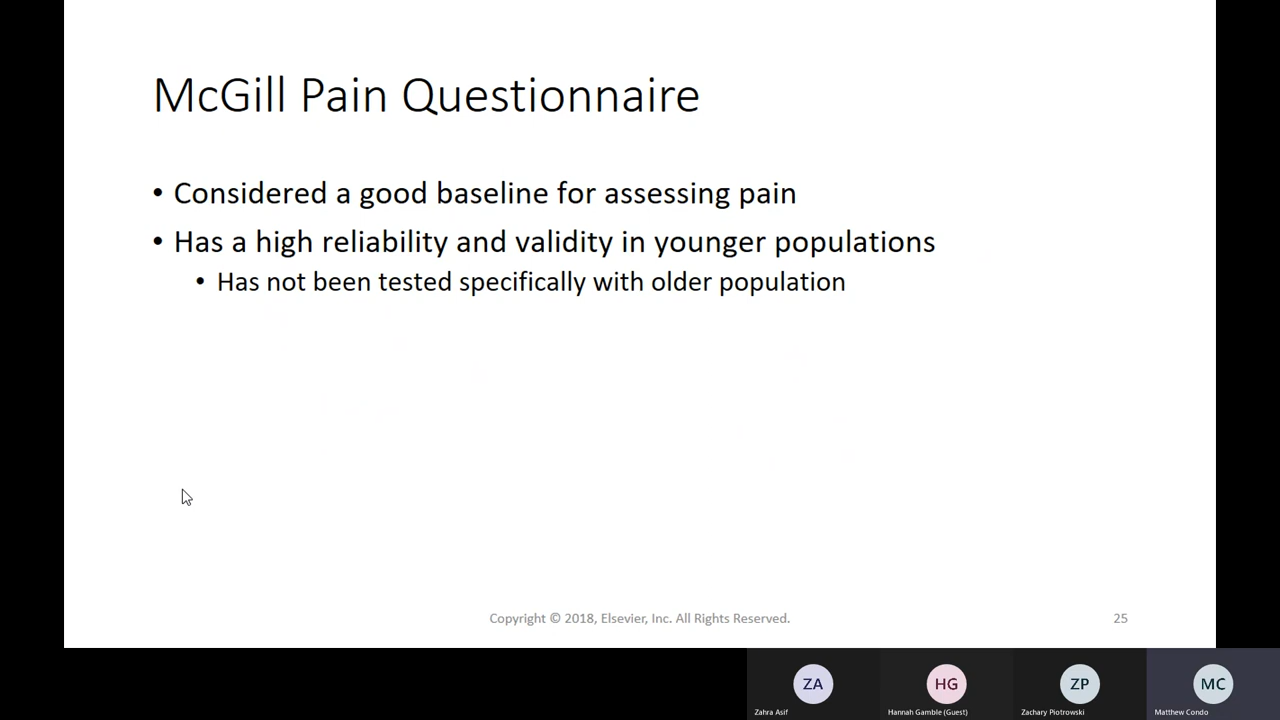 McGill Pain Questionnaire
• Considered a good baseline for assessing pain
• Has a high reliability and validity in younger populations
• Has not been tested specifically with older population
Copyright © 2018, Elsevier, Inc. All Rights Reserved.
25
ZA
HG
ZP
MC
Zahra Asif
Hannah Gamble (Guest)
Zachary Piotrowski
Matthew Condo